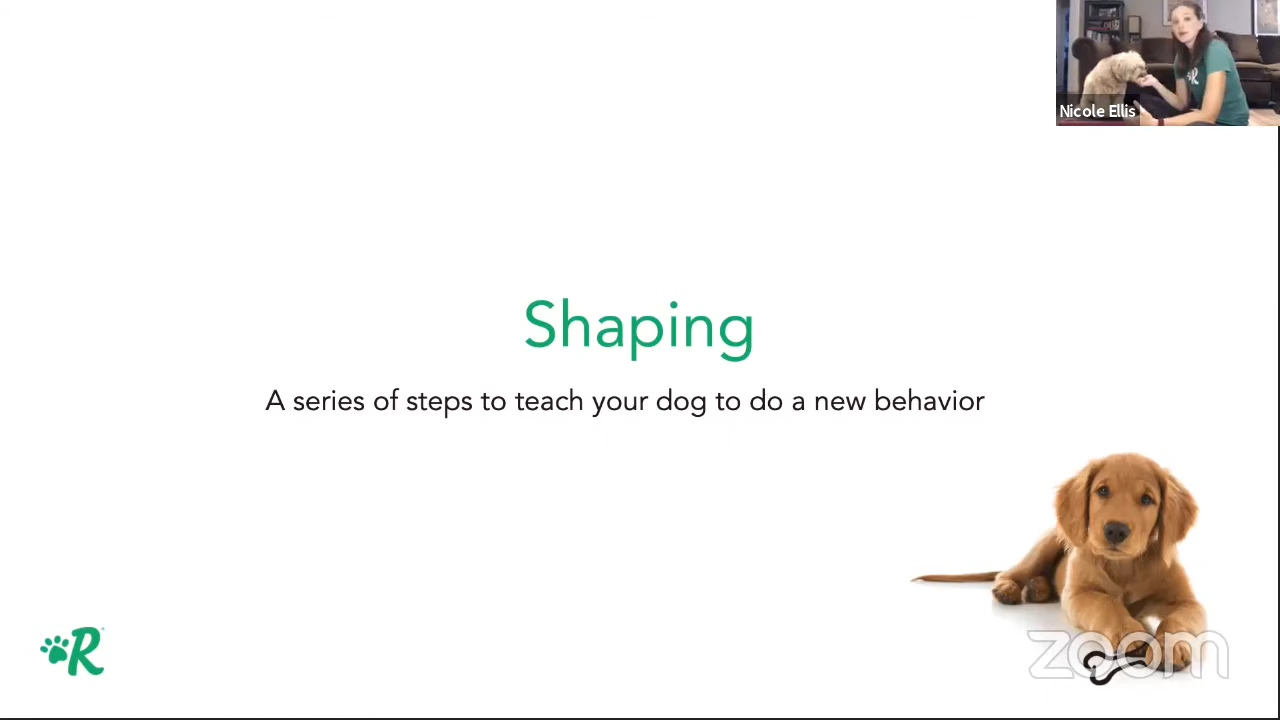 Nicole Ellis
Shaping
A series of steps to teach your dog to do a new behavior
R
zoom